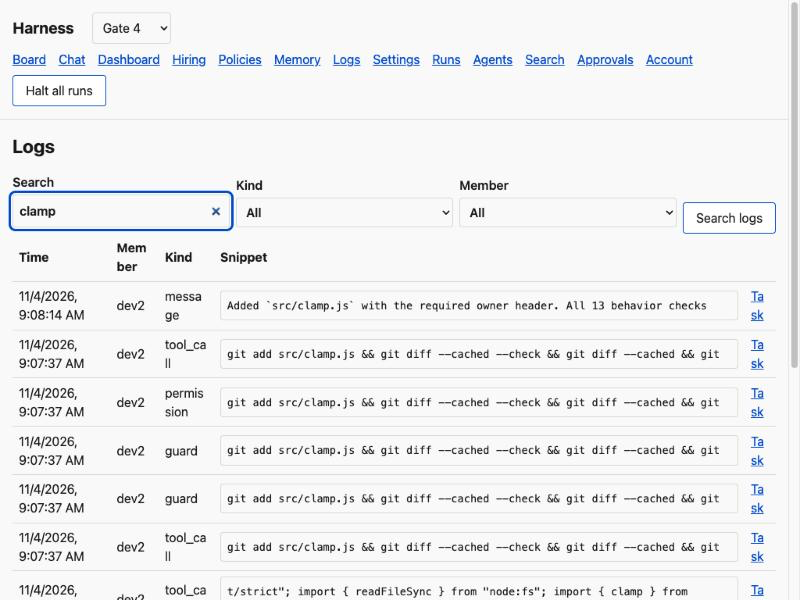 Harness Gate 4
Board Chat Dashboard Hiring Policies Memory Logs Settings Runs Agents Search Approvals Account
Halt all runs
Logs
Search Kind Member
clamp × All All Search logs
Time Mem
ber Kind Snippet
11/4/2026,
9:08:14 AM dev2 messa
ge Added `src/clamp.js` with the required owner header. All 13 behavior checks Ta
sk
11/4/2026,
9:07:37 AM dev2 tool_ca
ll git add src/clamp.js && git diff --cached --check && git diff --cached && git Ta
sk
11/4/2026,
9:07:37 AM dev2 permis
sion git add src/clamp.js && git diff --cached --check && git diff --cached && git Ta
sk
11/4/2026,
9:07:37 AM dev2 guard git add src/clamp.js && git diff --cached --check && git diff --cached && git Ta
sk
11/4/2026,
9:07:37 AM dev2 guard git add src/clamp.js && git diff --cached --check && git diff --cached && git Ta
sk
11/4/2026,
9:07:37 AM dev2 tool_ca
ll git add src/clamp.js && git diff --cached --check && git diff --cached && git Ta
sk
11/4/2026, dev2 tool_ca t/strict"; import { readFileSync } from "node:fs"; import { clamp } from Ta